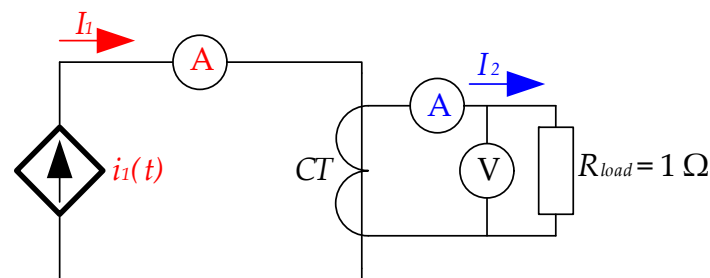 I1
A
I2
A
i1(t)
CT
V
Rload = 1 Ω